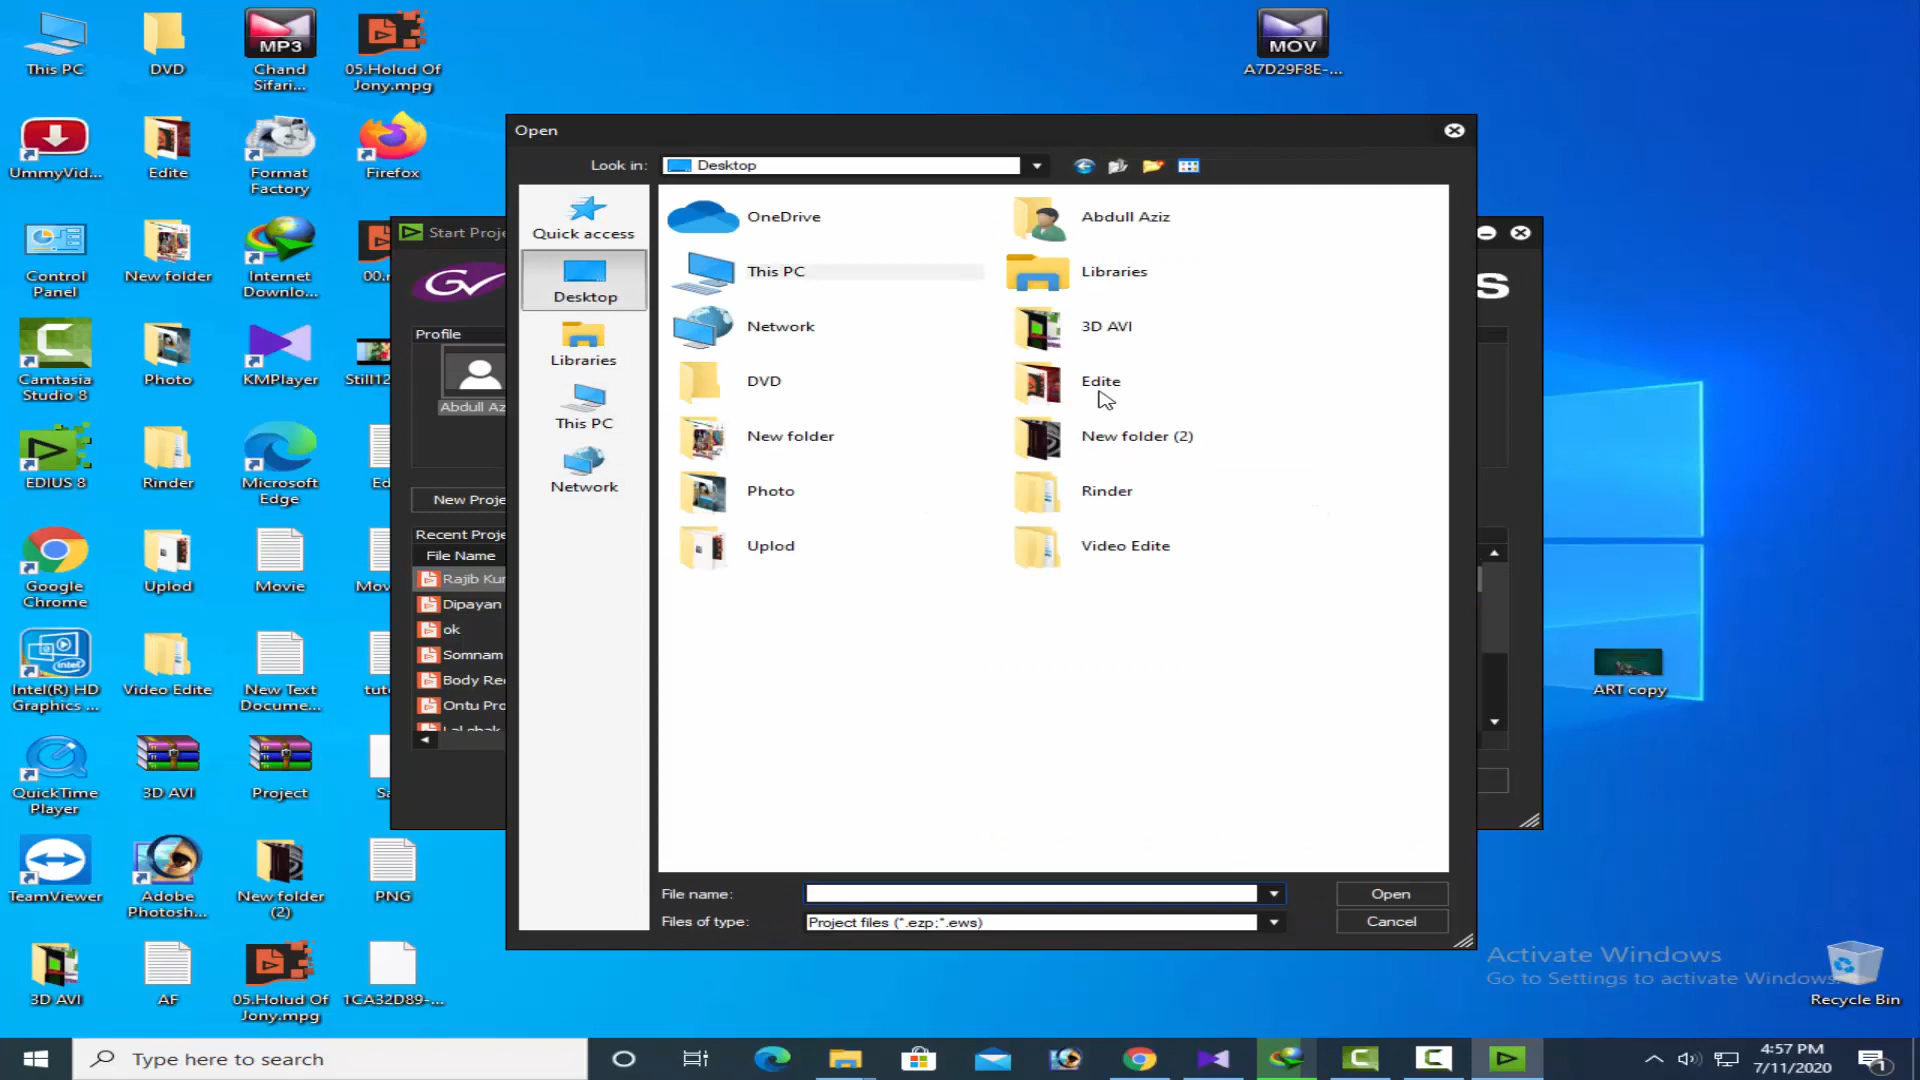 This PC
DVD
MP3
Chand
Sifari...
05.Holud Of
Jony.mpg
MOV
A7D29F8E-...
UmmyVid...
Edite
Format
Factory
Firefox
Control
Panel
New folder
Internet
Downlo...
Camtasia
Studio 8
Photo
KMPlayer
EDIUS 8
Rinder
Microsoft
Edge
Google
Chrome
Uplod
Movie
Intel(R) HD
Graphics ...
Video Edite
New Text
Docume...
QuickTime
Player
3D AVI
Project
TeamViewer
Adobe
Photosh...
New folder
(2)
PNG
3D AVI
AF
05.Holud Of
Jony.mpg
1CA32D89-...
ART copy
Recycle Bin
Start Proje
GV
S
Profile
Abdull Az
New Proje
Recent Proje
File Name
Rajib Kur
Dipayan
ok
Somnam
Body Re
Ontu Pro
Open
Look in:
Desktop
Quick access
Desktop
Libraries
This PC
Network
OneDrive
Abdull Aziz
This PC
Libraries
Network
3D AVI
DVD
Edite
New folder
New folder (2)
Photo
Rinder
Uplod
Video Edite
File name:
Open
Files of type:
Project files (*.ezp;*.ews)
Cancel
Activate Windows
Go to Settings to activate Windows.
Type here to search
4:57 PM
7/11/2020
1